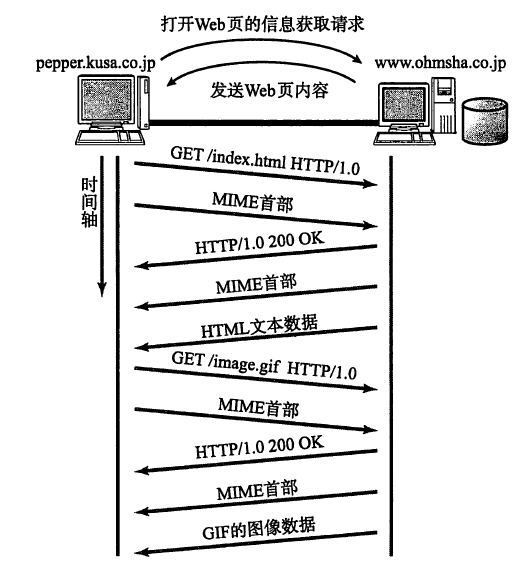 打开Web页的信息获取请求
pepper.kusa.co.jp
www.ohmsha.co.jp
发送Web页内容
时间轴
GET /index.html HTTP/1.0
MIME首部
HTTP/1.0 200 OK
MIME首部
HTML文本数据
GET /image.gif HTTP/1.0
MIME首部
HTTP/1.0 200 OK
MIME首部
GIF的图像数据